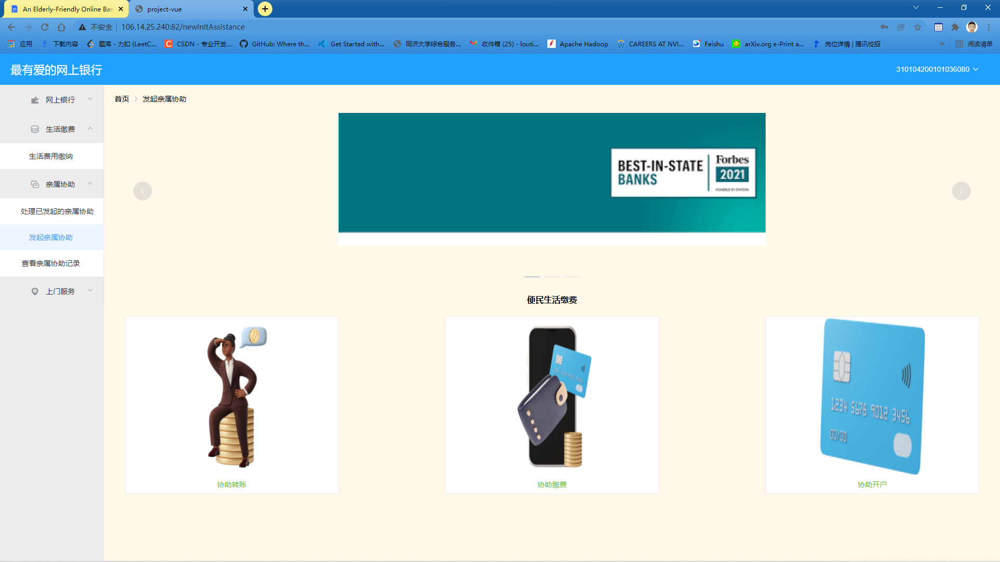 An Elderly-Friendly Online Ban
project-vue
不安全 106.14.25.240:82/newInitAssistance
应用 下载内容 题库 - 力扣 (LeetC... CSDN - 专业开发... GitHub: Where th... Get Started with... 同济大学综合服务... 收件箱 (25) - louti... Apache Hadoop CAREERS AT NVI... Feishu arXiv.org e-Print a... 岗位详情 | 腾讯校招 » 阅读清单
最有爱的网上银行
310104200101036080
网上银行
生活缴费
生活费用缴纳
亲属协助
处理已发起的亲属协助
发起亲属协助
查看亲属协助记录
上门服务
首页 > 发起亲属协助
BEST-IN-STATE
BANKS
Forbes
2021
POWERED BY STATISTA
便民生活缴费
1234 5678 9012 3456
1234 5678 9012 3456
00/00
协助转账
协助缴费
协助开户